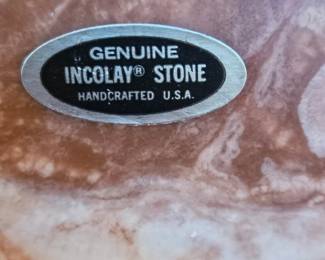 GENUINE
INCOLAY® STONE
HANDCRAFTED U.S.A.